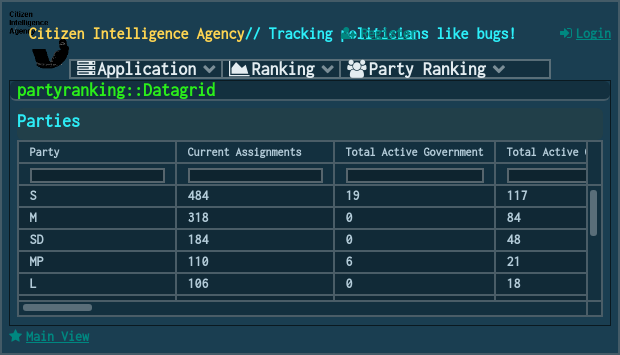 Citizen
Intelligence
Agency
Citizen Intelligence Agency// Tracking politicians like bugs!
Login
Application
Ranking
Party Ranking
partyranking::Datagrid
Parties
Party Current Assignments Total Active Government Total Active
S 484 19 117
M 318 0 84
SD 184 0 48
MP 110 6 21
L 106 0 18
Main View